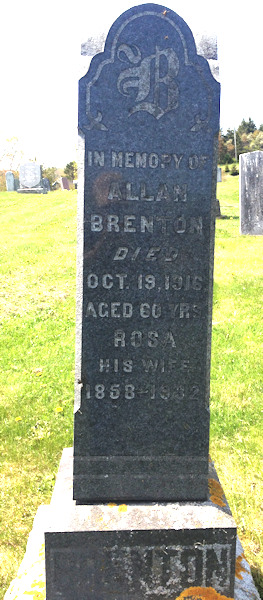 B
IN MEMORY OF
ALLAN
BRENTON
DIED
OCT. 19, 1916
AGED 60 YRS.
ROSA
HIS WIFE
1858-1932
BRENTON